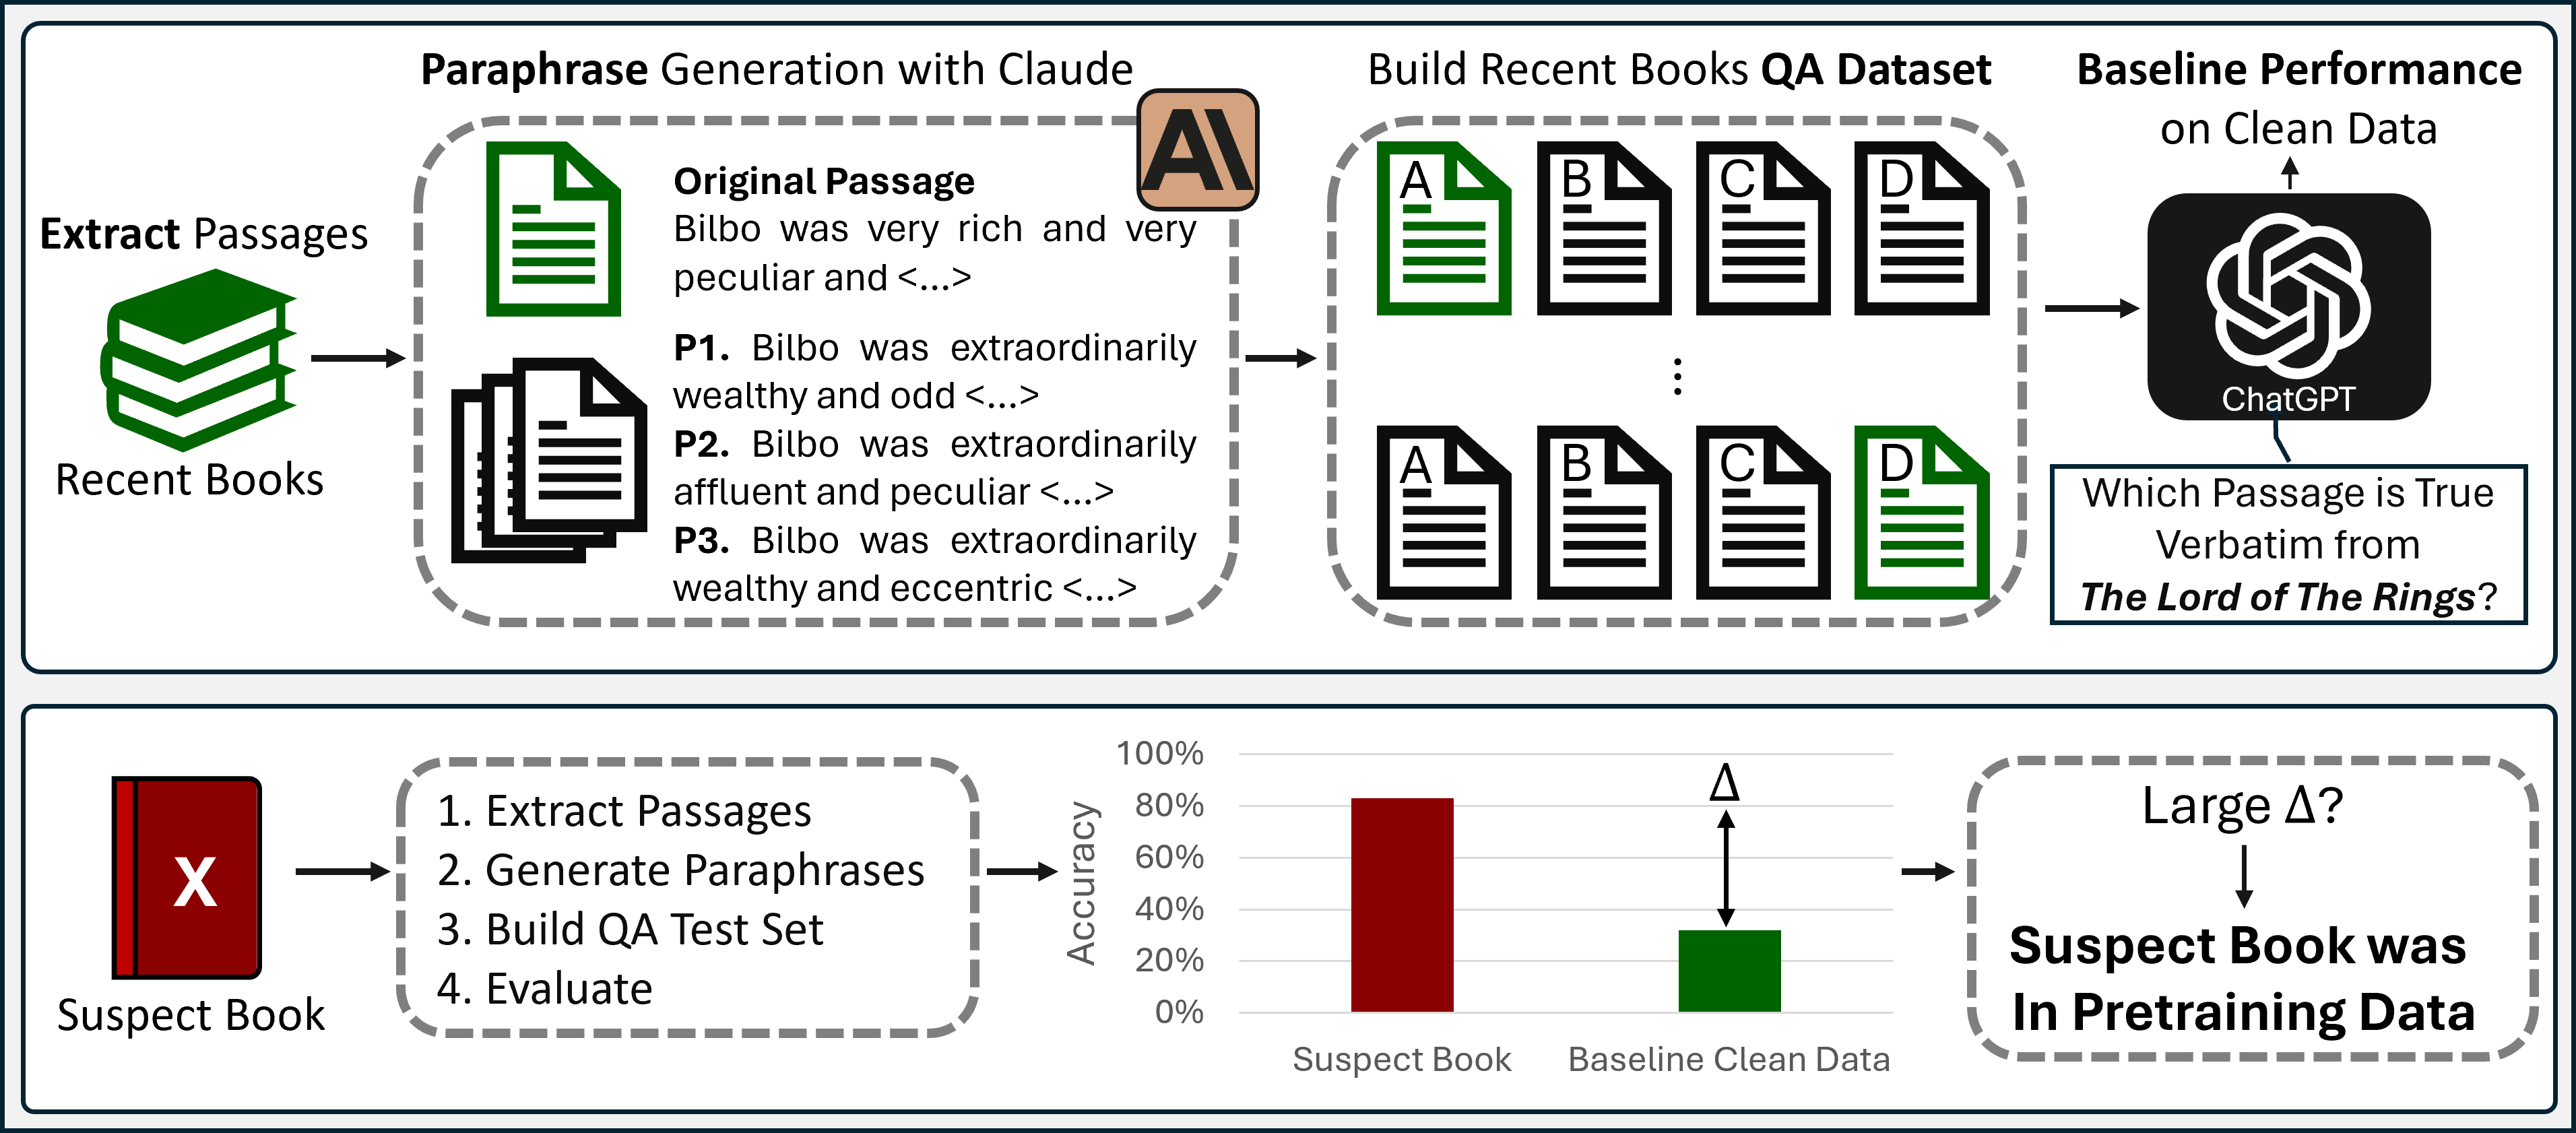 Extract Passages
Recent Books
Paraphrase Generation with Claude
A\
Original Passage
Bilbo was very rich and very
peculiar and <...>
P1. Bilbo was extraordinarily
wealthy and odd <...>
P2. Bilbo was extraordinarily
affluent and peculiar <...>
P3. Bilbo was extraordinarily
wealthy and eccentric <...>
Build Recent Books QA Dataset
A B C D
⋮
A B C D
Baseline Performance
on Clean Data
ChatGPT
Which Passage is True
Verbatim from
The Lord of The Rings?
X
Suspect Book
1. Extract Passages
2. Generate Paraphrases
3. Build QA Test Set
4. Evaluate
Accuracy
100%
80%
60%
40%
20%
0%
Δ
Suspect Book
Baseline Clean Data
Large Δ?
Suspect Book was
In Pretraining Data